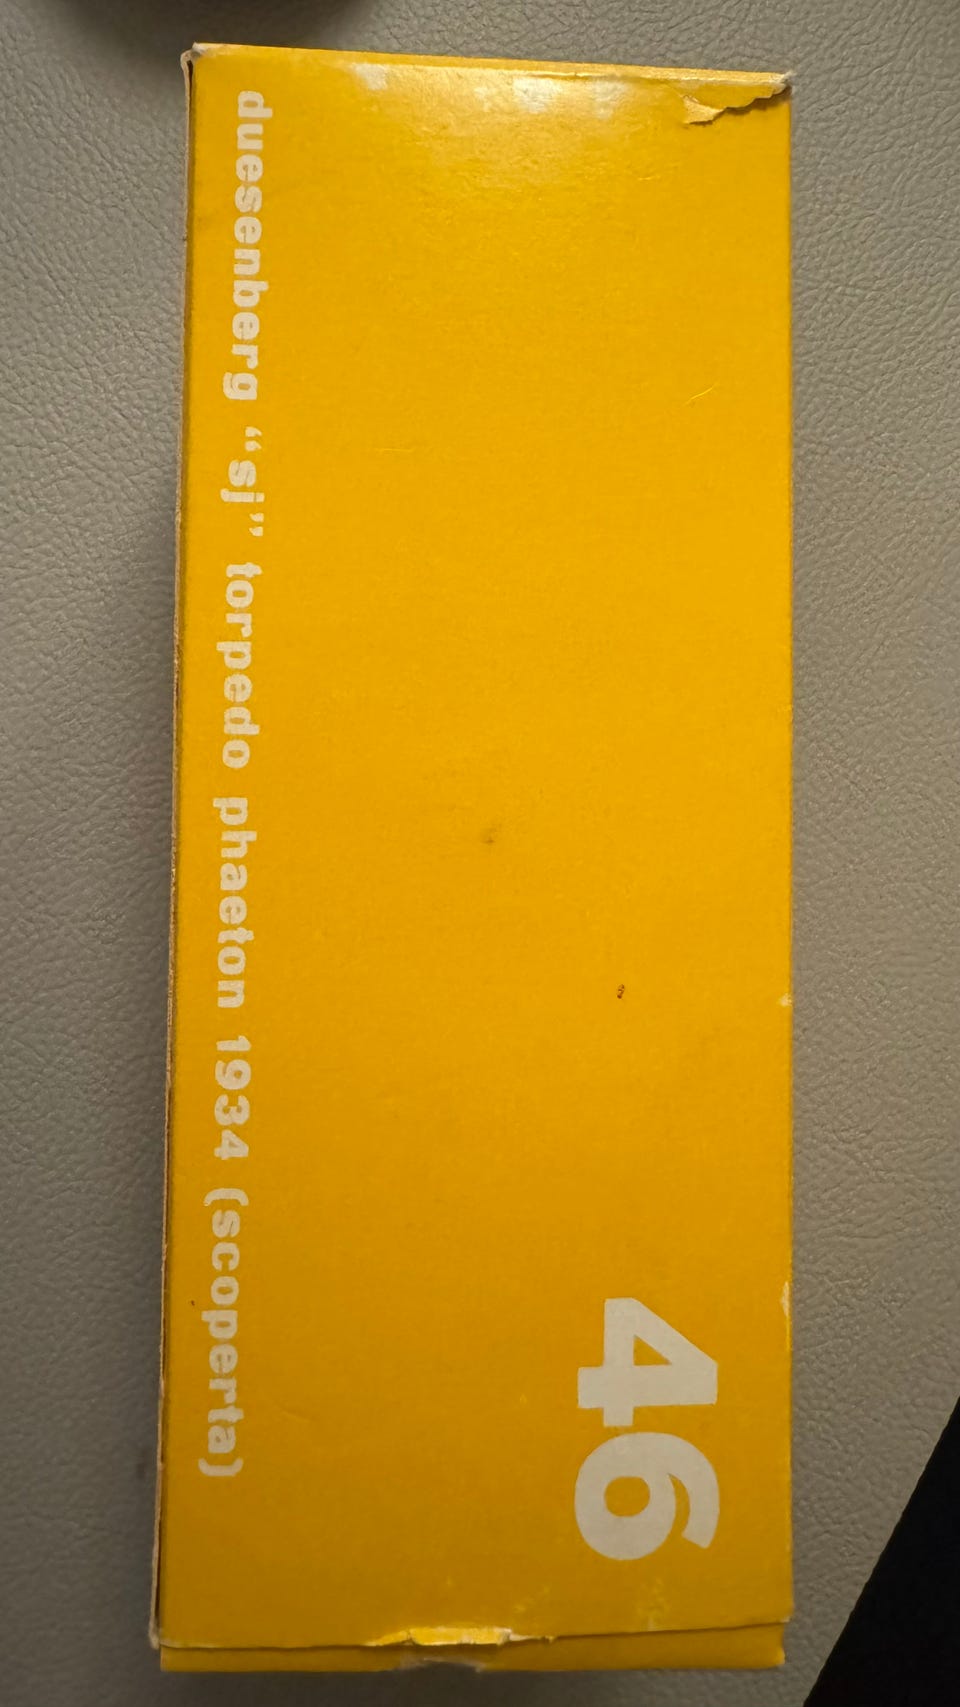 duesenberg “sj” torpedo phaeton 1934 (scoperta)
46